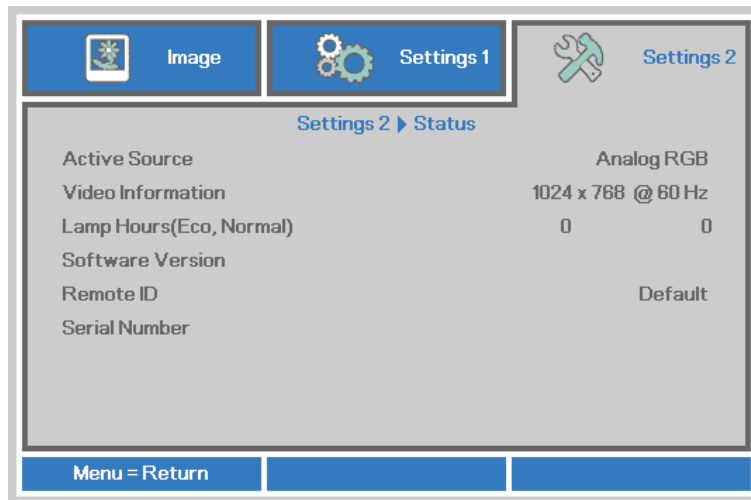 Image Settings 1 Settings 2
Settings 2 ▶ Status
Active Source Analog RGB
Video Information 1024 x 768 @ 60 Hz
Lamp Hours(Eco, Normal) 0 0
Software Version
Remote ID Default
Serial Number
Menu = Return